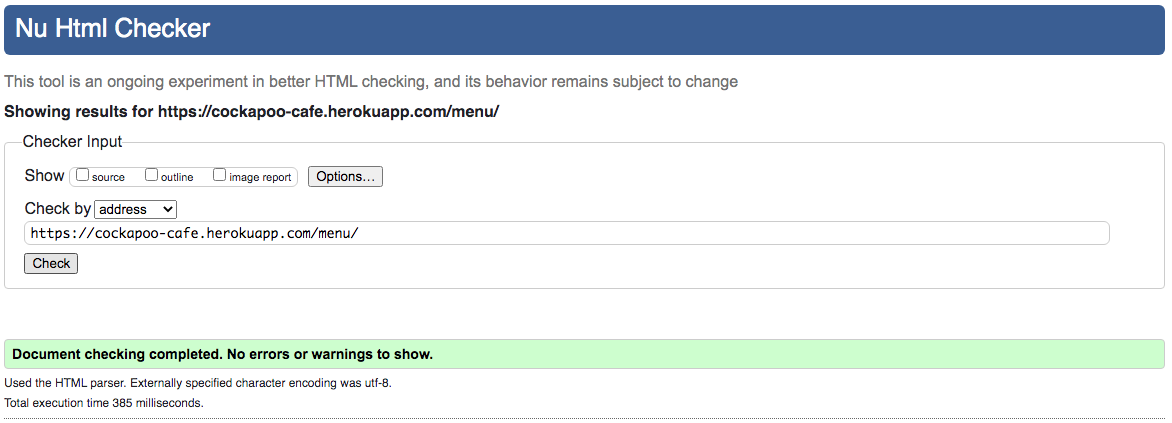 Nu Html Checker
This tool is an ongoing experiment in better HTML checking, and its behavior remains subject to change
Showing results for https://cockapoo-cafe.herokuapp.com/menu/
Checker Input
Show source outline image report Options...
Check by address
https://cockapoo-cafe.herokuapp.com/menu/
Check
Document checking completed. No errors or warnings to show.
Used the HTML parser. Externally specified character encoding was utf-8.
Total execution time 385 milliseconds.